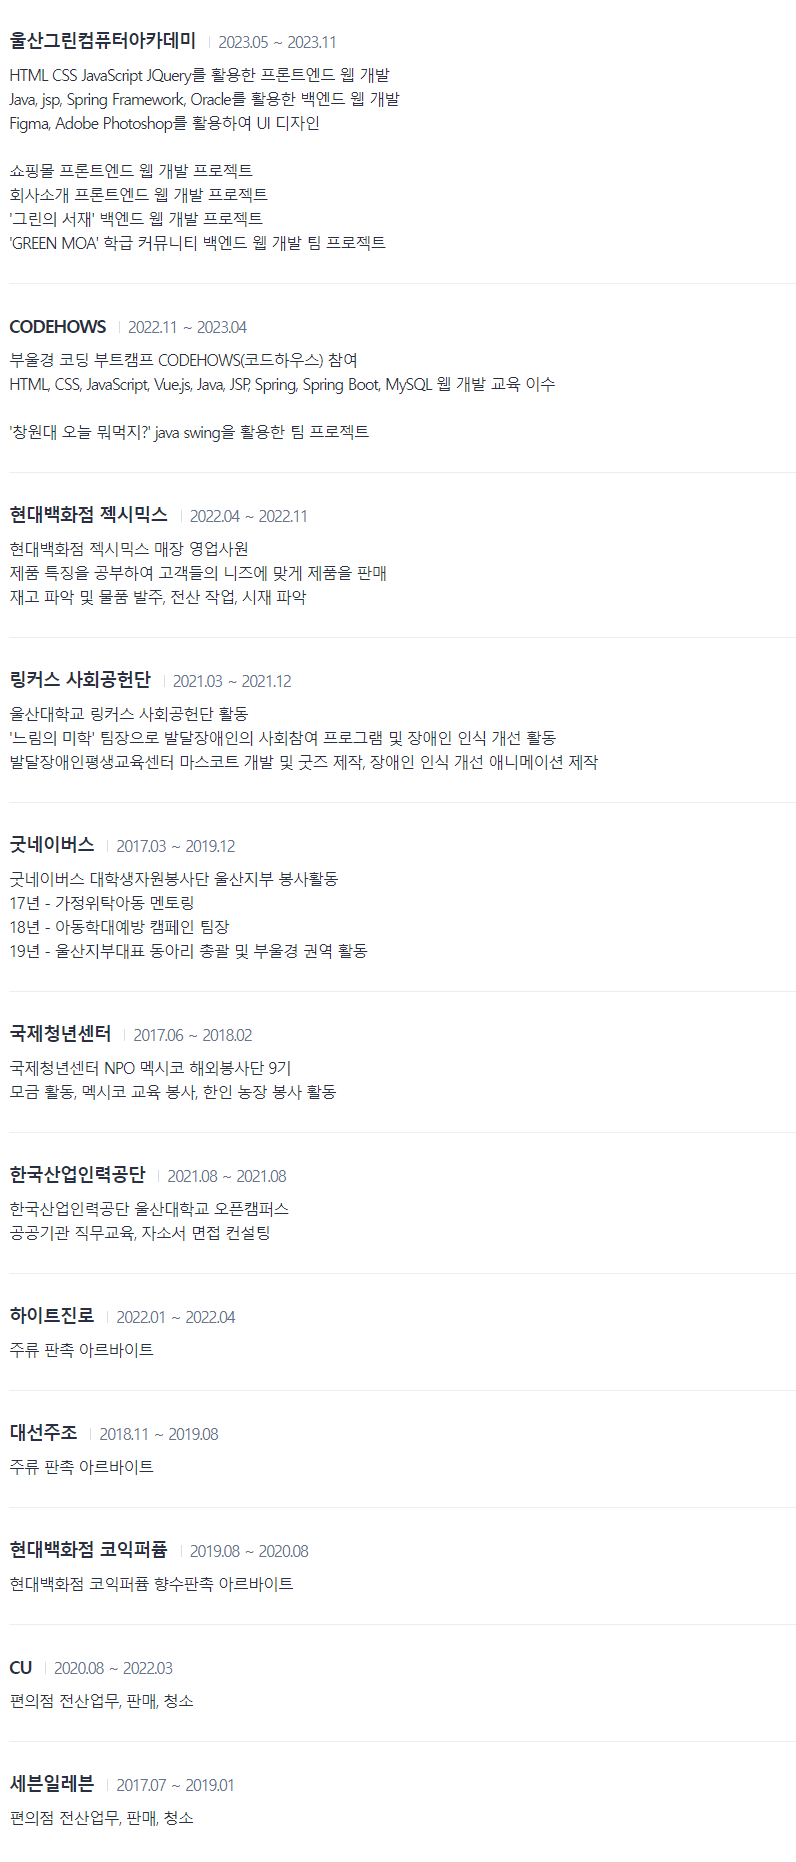 울산그린컴퓨터아카데미 2023.05 ~ 2023.11
HTML CSS JavaScript JQuery를 활용한 프론트엔드 웹 개발
Java, jsp, Spring Framework, Oracle를 활용한 백엔드 웹 개발
Figma, Adobe Photoshop를 활용하여 UI 디자인
쇼핑몰 프론트엔드 웹 개발 프로젝트
회사소개 프론트엔드 웹 개발 프로젝트
'그린의 서재' 백엔드 웹 개발 프로젝트
'GREEN MOA' 학급 커뮤니티 백엔드 웹 개발 팀 프로젝트
CODEHOWS 2022.11 ~ 2023.04
부울경 코딩 부트캠프 CODEHOWS(코드하우스) 참여
HTML, CSS, JavaScript, Vue.js, Java, JSP, Spring, Spring Boot, MySQL 웹 개발 교육 이수
'창원대 오늘 뭐먹지?' java swing을 활용한 팀 프로젝트
현대백화점 젝시믹스 2022.04 ~ 2022.11
현대백화점 젝시믹스 매장 영업사원
제품 특징을 공부하여 고객들의 니즈에 맞게 제품을 판매
재고 파악 및 물품 발주, 전산 작업, 시재 파악
링커스 사회공헌단 2021.03 ~ 2021.12
울산대학교 링커스 사회공헌단 활동
'느림의 미학' 팀장으로 발달장애인의 사회참여 프로그램 및 장애인 인식 개선 활동
발달장애인평생교육센터 마스코트 개발 및 굿즈 제작, 장애인 인식 개선 애니메이션 제작
굿네이버스 2017.03 ~ 2019.12
굿네이버스 대학생자원봉사단 울산지부 봉사활동
17년 - 가정위탁아동 멘토링
18년 - 아동학대예방 캠페인 팀장
19년 - 울산지부대표 동아리 총괄 및 부울경 권역 활동
국제청년센터 2017.06 ~ 2018.02
국제청년센터 NPO 멕시코 해외봉사단 9기
모금 활동, 멕시코 교육 봉사, 한인 농장 봉사 활동
한국산업인력공단 2021.08 ~ 2021.08
한국산업인력공단 울산대학교 오픈캠퍼스
공공기관 직무교육, 자소서 면접 컨설팅
하이트진로 2022.01 ~ 2022.04
주류 판촉 아르바이트
대선주조 2018.11 ~ 2019.08
주류 판촉 아르바이트
현대백화점 코익퍼퓸 2019.08 ~ 2020.08
현대백화점 코익퍼퓸 향수판촉 아르바이트
CU 2020.08 ~ 2022.03
편의점 전산업무, 판매, 청소
세븐일레븐 2017.07 ~ 2019.01
편의점 전산업무, 판매, 청소